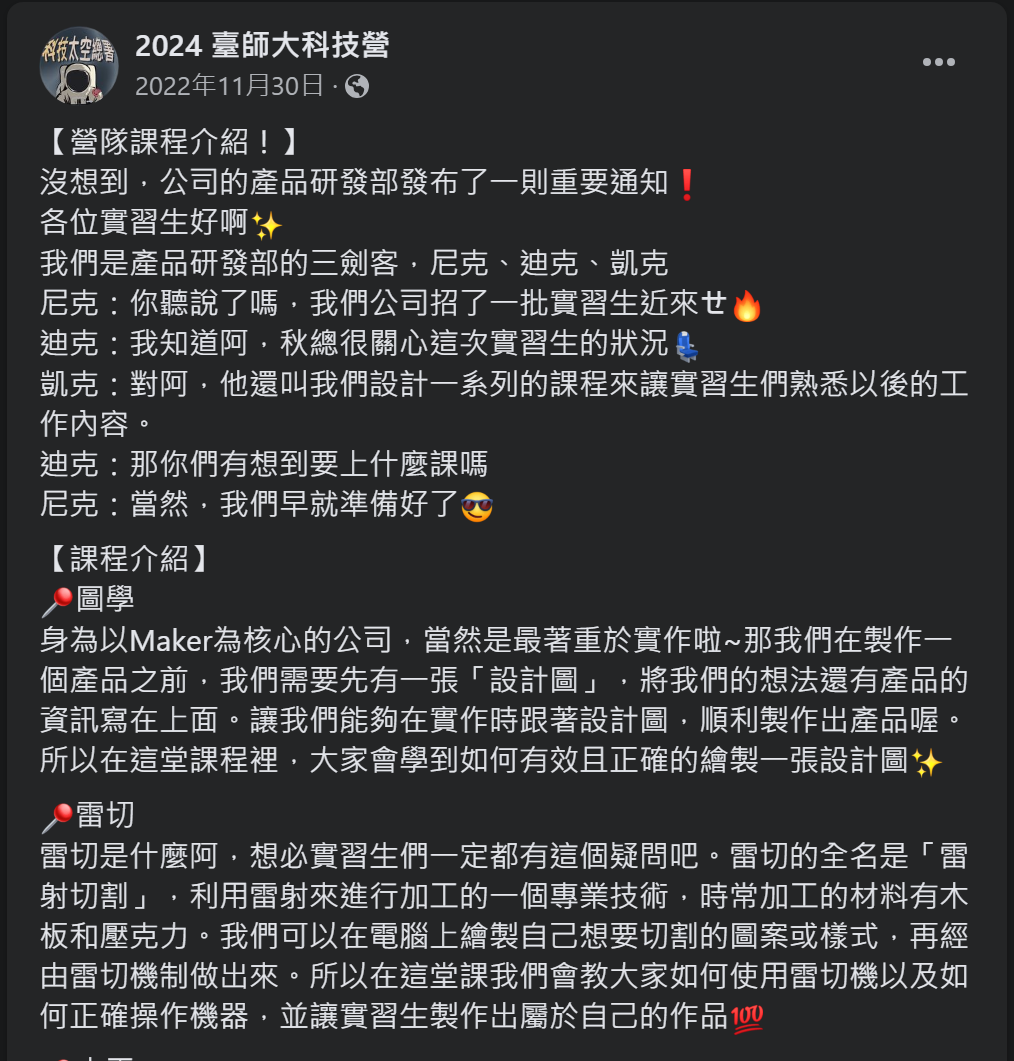 科技太空總署
2024 臺師大科技營
2022年11月30日 ·
【營隊課程介紹！】
沒想到，公司的產品研發部發布了一則重要通知❗
各位實習生好啊✨
我們是產品研發部的三劍客，尼克、迪克、凱克
尼克：你聽說了嗎，我們公司招了一批實習生近來ㄝ🔥
迪克：我知道阿，秋總很關心這次實習生的狀況💺
凱克：對阿，他還叫我們設計一系列的課程來讓實習生們熟悉以後的工
作內容。
迪克：那你們有想到要上什麼課嗎
尼克：當然，我們早就準備好了😎
【課程介紹】
📍圖學
身為以Maker為核心的公司，當然是最著重於實作啦~那我們在製作一
個產品之前，我們需要先有一張「設計圖」，將我們的想法還有產品的
資訊寫在上面。讓我們能夠在實作時跟著設計圖，順利製作出產品喔。
所以在這堂課程裡，大家會學到如何有效且正確的繪製一張設計圖✨
📍雷切
雷切是什麼阿，想必實習生們一定都有這個疑問吧。雷切的全名是「雷
射切割」，利用雷射來進行加工的一個專業技術，時常加工的材料有木
板和壓克力。我們可以在電腦上繪製自己想要切割的圖案或樣式，再經
由雷切機制做出來。所以在這堂課我們會教大家如何使用雷切機以及如
何正確操作機器，並讓實習生製作出屬於自己的作品💯